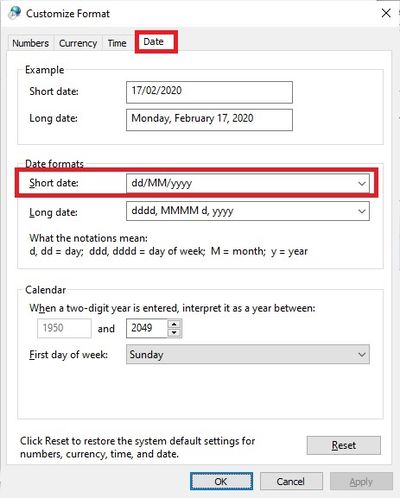 Customize Format
Numbers Currency Time Date
Example
Short date: 17/02/2020
Long date: Monday, February 17, 2020
Date formats
Short date: dd/MM/yyyy
Long date: dddd, MMMM d, yyyy
What the notations mean:
d, dd = day; ddd, dddd = day of week; M = month; y = year
Calendar
When a two-digit year is entered, interpret it as a year between:
1950 and 2049
First day of week: Sunday
Click Reset to restore the system default settings for
numbers, currency, time, and date.
Reset
OK Cancel Apply